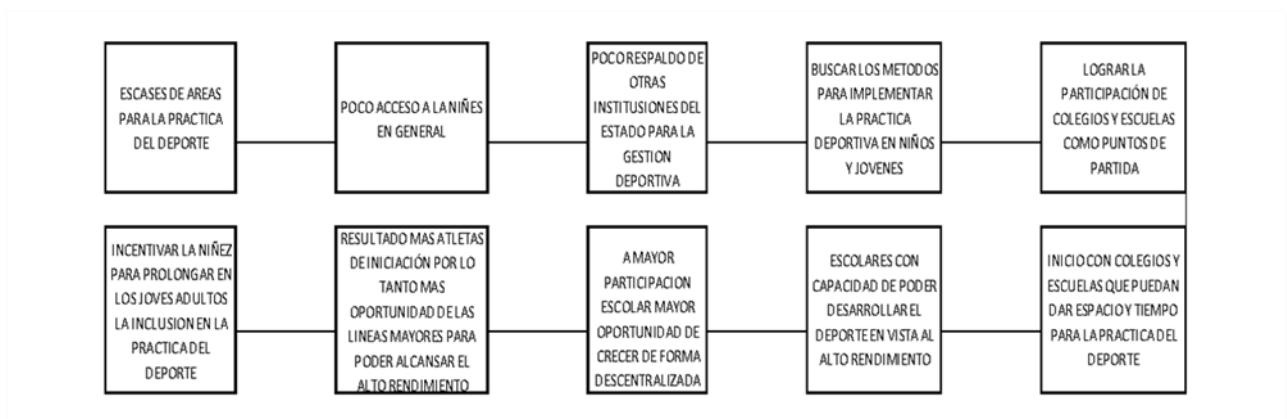 ESCASES DE AREAS
PARA LA PRACTICA
DEL DEPORTE
POCO ACCESO A LA NIÑES
EN GENERAL
POCO RESPALDO DE
OTRAS
INSTITUSIONES DEL
ESTADO PARA LA
GESTION
DEPORTIVA
BUSCAR LOS METODOS
PARA IMPLEMENTAR
LA PRACTICA
DEPORTIVA EN NIÑOS
Y JOVENES
LOGRAR LA
PARTICIPACIÓN DE
COLEGIOS Y ESCUELAS
COMO PUNTOS DE
PARTIDA
INICIO CON COLEGIOS Y
ESCUELAS QUE PUEDAN
DAR ESPACIO Y TIEMPO
PARA LA PRACTICA DEL
DEPORTE
ESCOLARES CON
CAPACIDAD DE PODER
DESARROLLAR EL
DEPORTE EN VISTA AL
ALTO RENDIMIENTO
A MAYOR
PARTICIPACION
ESCOLAR MAYOR
OPORTUNIDAD DE
CRECER DE FORMA
DESCENTRALIZADA
RESULTADO MAS ATLETAS
DE INICIACIÓN POR LO
TANTO MAS
OPORTUNIDAD DE LAS
LINEAS MAYORES PARA
PODER ALCANSAR EL
ALTO RENDIMIENTO
INCENTIVAR LA NIÑEZ
PARA PROLONGAR EN
LOS JOVES ADULTOS
LA INCLUSION EN LA
PRACTICA DEL
DEPORTE